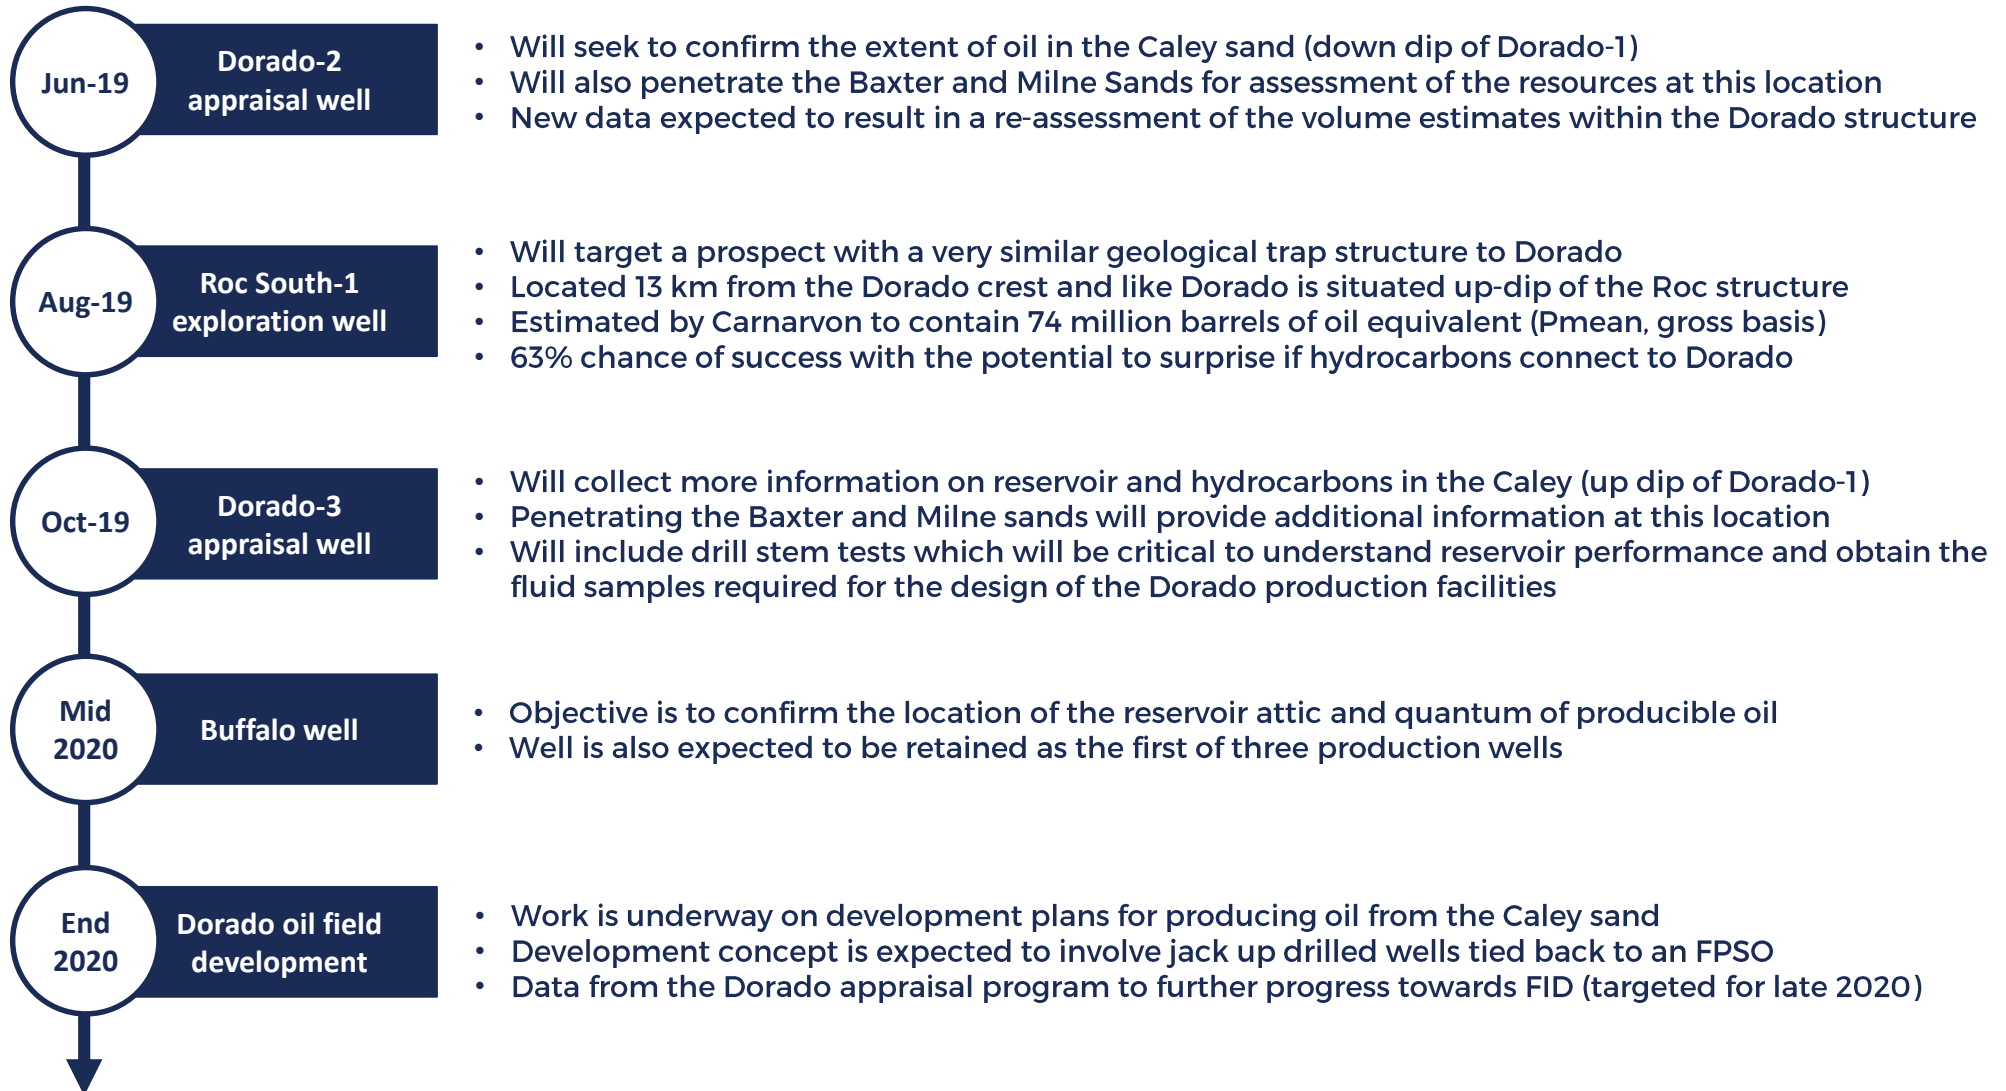 Jun-19
Dorado-2
appraisal well
• Will seek to confirm the extent of oil in the Caley sand (down dip of Dorado-1)
• Will also penetrate the Baxter and Milne Sands for assessment of the resources at this location
• New data expected to result in a re-assessment of the volume estimates within the Dorado structure
Aug-19
Roc South-1
exploration well
• Will target a prospect with a very similar geological trap structure to Dorado
• Located 13 km from the Dorado crest and like Dorado is situated up-dip of the Roc structure
• Estimated by Carnarvon to contain 74 million barrels of oil equivalent (Pmean, gross basis)
• 63% chance of success with the potential to surprise if hydrocarbons connect to Dorado
Oct-19
Dorado-3
appraisal well
• Will collect more information on reservoir and hydrocarbons in the Caley (up dip of Dorado-1)
• Penetrating the Baxter and Milne sands will provide additional information at this location
• Will include drill stem tests which will be critical to understand reservoir performance and obtain the
fluid samples required for the design of the Dorado production facilities
Mid
2020
Buffalo well
• Objective is to confirm the location of the reservoir attic and quantum of producible oil
• Well is also expected to be retained as the first of three production wells
End
2020
Dorado oil field
development
• Work is underway on development plans for producing oil from the Caley sand
• Development concept is expected to involve jack up drilled wells tied back to an FPSO
• Data from the Dorado appraisal program to further progress towards FID (targeted for late 2020)